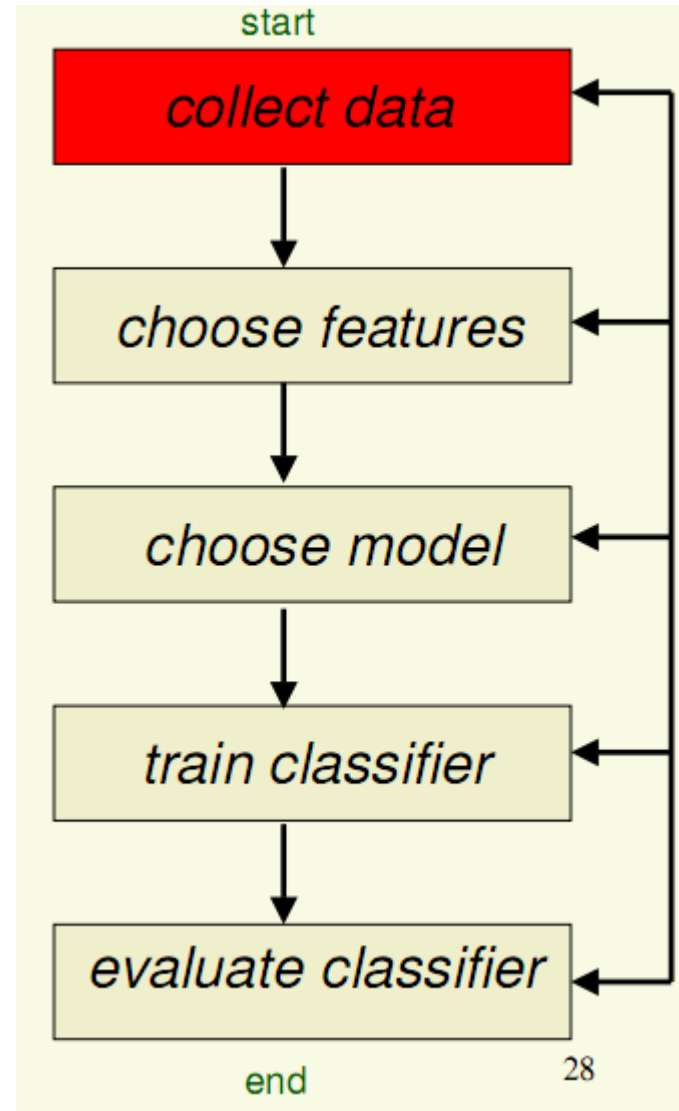 start
collect data
choose features
choose model
train classifier
evaluate classifier
end
28